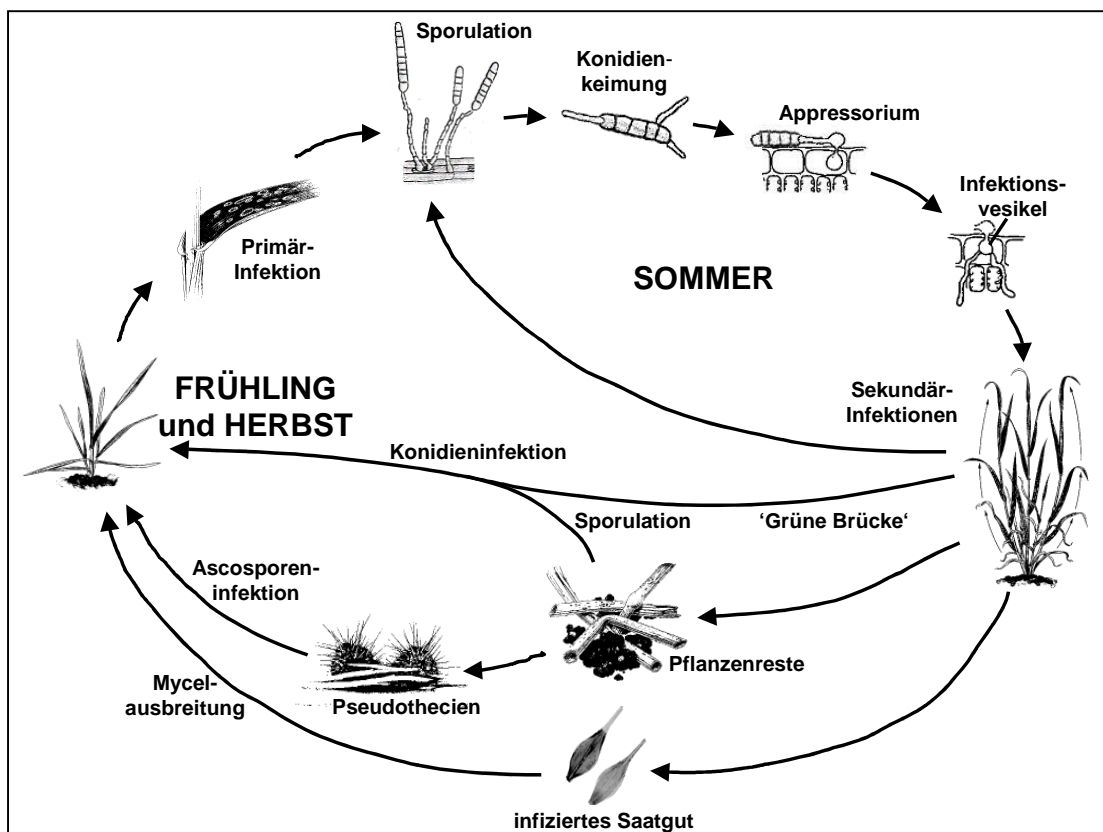 Sporulation
Konidien-
keimung
Appressorium
Infektions-
vesikel
Primär-
Infektion
SOMMER
FRÜHLING
und HERBST
Sekundär-
Infektionen
Konidieninfektion
Sporulation
‘Grüne Brücke‘
Ascosporen-
infektion
Pflanzenreste
Mycel-
ausbreitung
Pseudothecien
infiziertes Saatgut